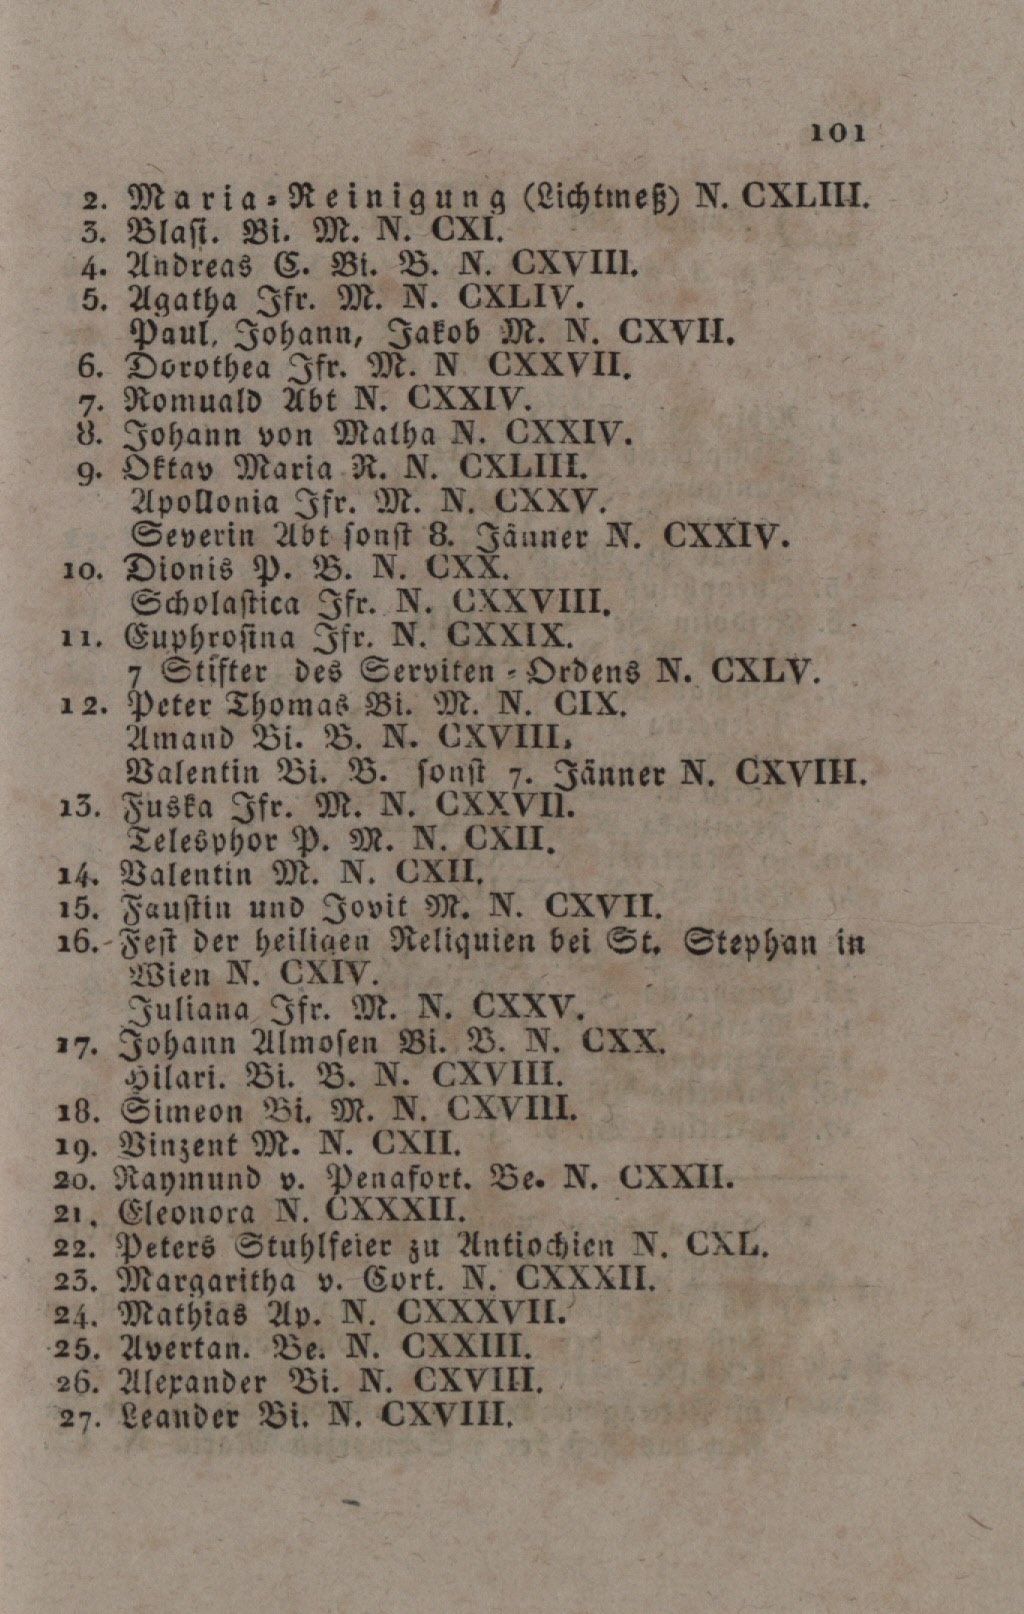 101
2. Maria-Reinigung (Lichtmeß) N. CXLIII.
3. Blasi. Bi. M. N. CXI.
4. Andreas C. Bi. B. N. CXVIII.
5. Agatha Jfr. M. N. CXLIV.
Paul, Johann, Jakob M. N. CXVII.
6. Dorothea Jfr. M. N CXXVII.
7. Romuald Abt N. CXXIV.
8. Johann von Matha N. CXXIV.
9. Oktav Maria R. N. CXLIII.
Apollonia Jfr. M. N. CXXV.
Severin Abt sonst 8. Jänner N. CXXIV.
10. Dionis P. B. N. CXX.
Scholastica Jfr. N. CXXVIII.
11. Euphrosina Jfr. N. CXXIX.
7 Stifter des Serviten-Ordens N. CXLV.
12. Peter Thomas Bi. M. N. CIX.
Amand Bi. B. N. CXVIII.
Valentin Bi. B. sonst 7. Jänner N. CXVIII.
13. Fuska Jfr. M. N. CXXVII.
Telesphor P. M. N. CXII.
14. Valentin M. N. CXII.
15. Faustin und Jovit M. N. CXVII.
16. Fest der heiligen Reliquien bei St. Stephan in
Wien N. CXIV.
Juliana Jfr. M. N. CXXV.
17. Johann Almosen Bi. B. N. CXX.
Hilari. Bi. B. N. CXVIII.
18. Simeon Bi. M. N. CXVIII.
19. Vinzent M. N. CXII.
20. Raymund v. Penafort. Be. N. CXXII.
21. Eleonora N. CXXXII.
22. Peters Stuhlfeier zu Antiochien N. CXL.
23. Margaritha v. Cort. N. CXXXII.
24. Mathias Ap. N. CXXXVII.
25. Avertan. Be. N. CXXIII.
26. Alexander Bi. N. CXVIII.
27. Leander Bi. N. CXVIII.